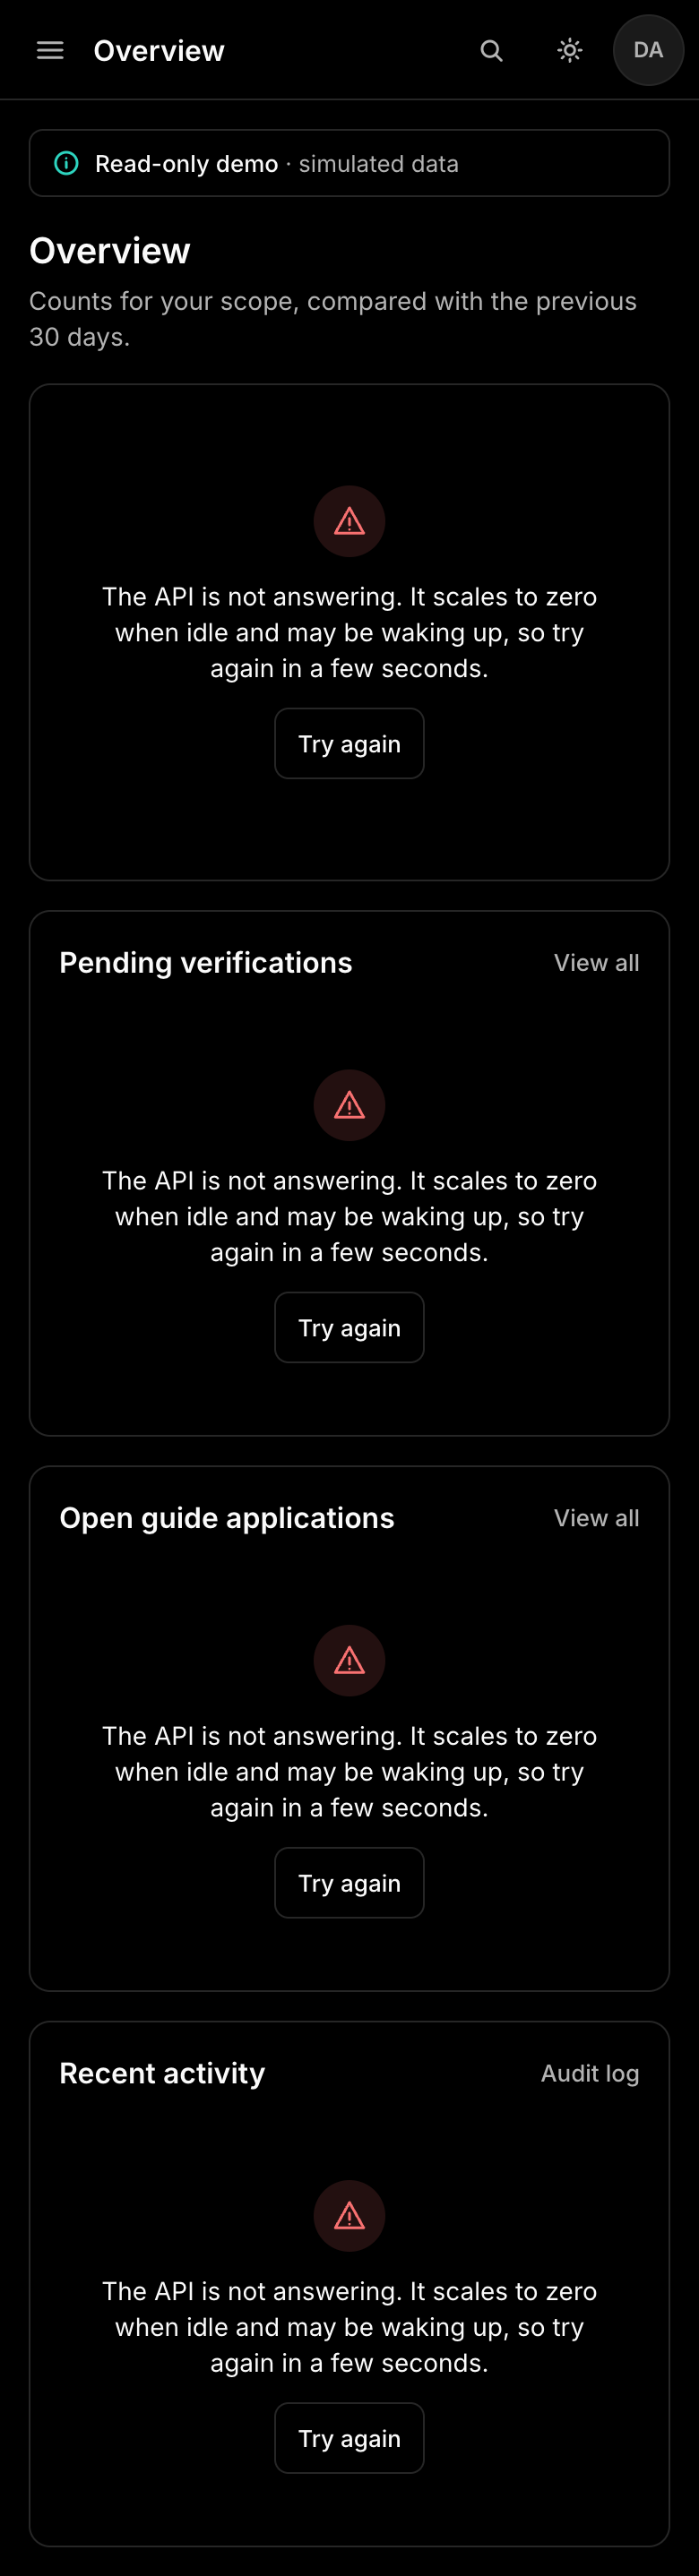 Overview
DA
Read-only demo · simulated data
Overview
Counts for your scope, compared with the previous
30 days.
The API is not answering. It scales to zero
when idle and may be waking up, so try
again in a few seconds.
Try again
Pending verifications
View all
The API is not answering. It scales to zero
when idle and may be waking up, so try
again in a few seconds.
Try again
Open guide applications
View all
The API is not answering. It scales to zero
when idle and may be waking up, so try
again in a few seconds.
Try again
Recent activity
Audit log
The API is not answering. It scales to zero
when idle and may be waking up, so try
again in a few seconds.
Try again